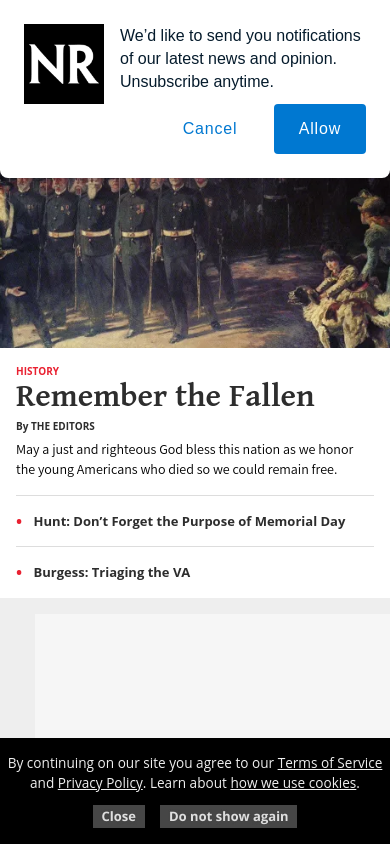 NR
We’d like to send you notifications
of our latest news and opinion.
Unsubscribe anytime.
Cancel
Allow
HISTORY
Remember the Fallen
By THE EDITORS
May a just and righteous God bless this nation as we honor
the young Americans who died so we could remain free.
• Hunt: Don’t Forget the Purpose of Memorial Day
• Burgess: Triaging the VA
By continuing on our site you agree to our Terms of Service
and Privacy Policy. Learn about how we use cookies.
Close
Do not show again